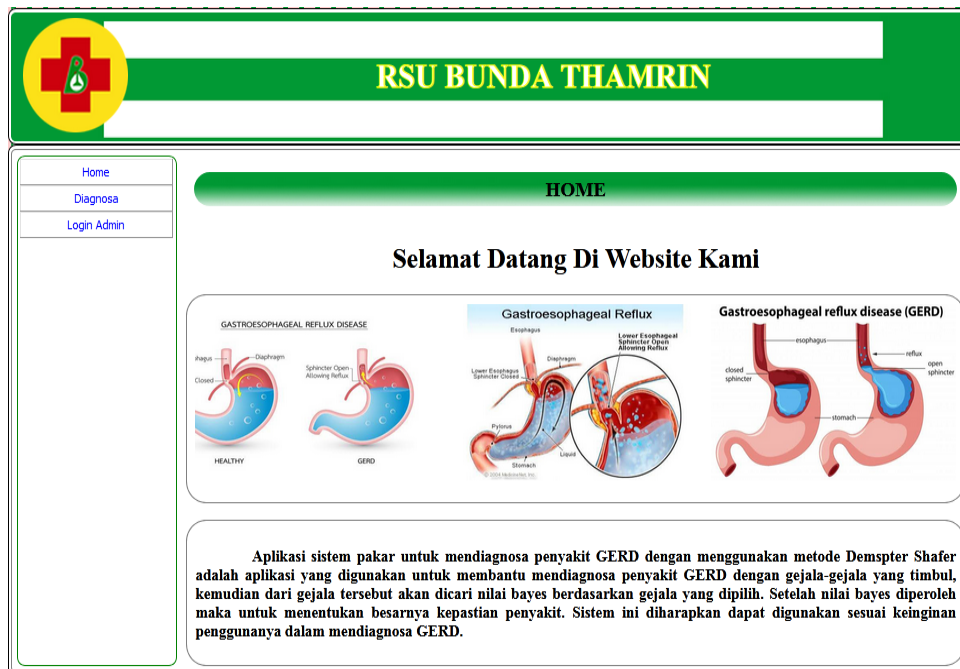 RSU BUNDA THAMRIN
Home
Diagnosa
Login Admin
HOME
Selamat Datang Di Website Kami
GASTROESOPHAGEAL REFLUX DISEASE
Diaphragm
Closed
HEALTHY
Sphincter Open
Allowing Reflux
GERD
Gastroesophageal Reflux
Esophagus
Lower Esophageal
Sphincter Open
Allowing Reflux
Diaphragm
Lower Esophagus
Sphincter Closed
Pylorus
Liquid
Stomach
Gastroesophageal reflux disease (GERD)
esophagus
reflux
closed
sphincter
open
sphincter
stomach
Aplikasi sistem pakar untuk mendiagnosa penyakit GERD dengan menggunakan metode Demspter Shafer
adalah aplikasi yang digunakan untuk membantu mendiagnosa penyakit GERD dengan gejala-gejala yang timbul,
kemudian dari gejala tersebut akan dicari nilai bayes berdasarkan gejala yang dipilih. Setelah nilai bayes diperoleh
maka untuk menentukan besarnya kepastian penyakit. Sistem ini diharapkan dapat digunakan sesuai keinginan
penggunanya dalam mendiagnosa GERD.